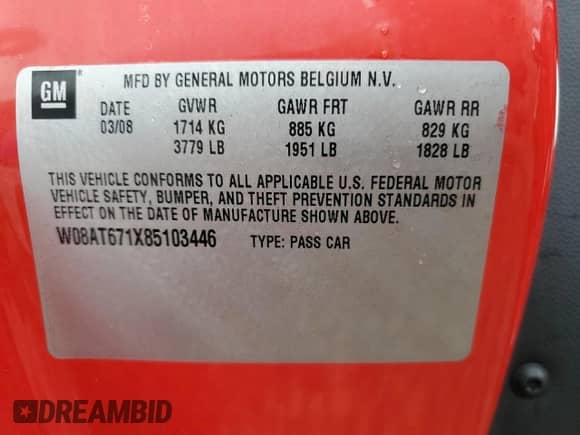 GM®
MFD BY GENERAL MOTORS BELGIUM N.V.
DATE GVWR GAWR FRT GAWR RR
03/08 1714 KG 885 KG 829 KG
3779 LB 1951 LB 1828 LB
THIS VEHICLE CONFORMS TO ALL APPLICABLE U.S. FEDERAL MOTOR
VEHICLE SAFETY, BUMPER, AND THEFT PREVENTION STANDARDS IN
EFFECT ON THE DATE OF MANUFACTURE SHOWN ABOVE.
W08AT671X85103446 TYPE: PASS CAR
DREAMBID